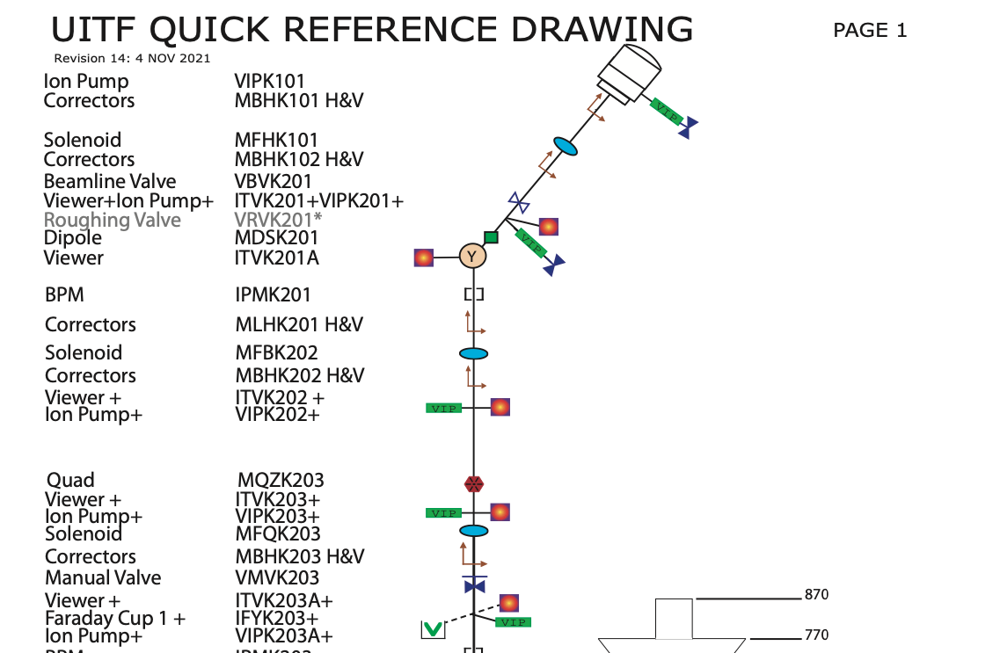 UITF QUICK REFERENCE DRAWING
PAGE 1
Revision 14: 4 NOV 2021
Ion Pump VIPK101
Correctors MBHK101 H&V
VIP
Solenoid MFHK101
Correctors MBHK102 H&V
Beamline Valve VBVK201
Viewer+Ion Pump+ ITVK201+VIPK201+
Roughing Valve VRVK201*
Dipole MDSK201
VIP
Viewer ITVK201A
Y
BPM IPMK201
Correctors MLHK201 H&V
Solenoid MFBK202
Correctors MBHK202 H&V
Viewer + ITVK202 +
Ion Pump+ VIPK202+
VIP
Quad MQZK203
Viewer + ITVK203+
Ion Pump+ VIPK203+
VIP
Solenoid MFQK203
Correctors MBHK203 H&V
Manual Valve VMVK203
Viewer + ITVK203A+
Faraday Cup 1 + IFYK203+
VIP
Ion Pump+ VIPK203A+
870
770